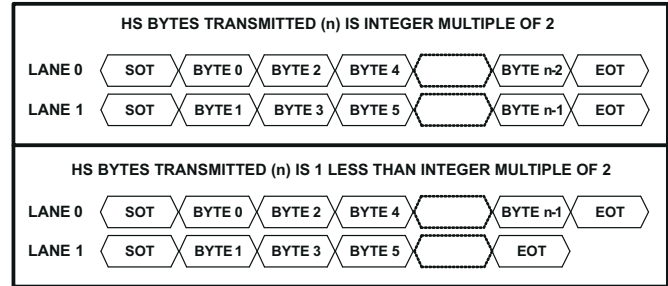 HS BYTES TRANSMITTED (n) IS INTEGER MULTIPLE OF 2
LANE 0 SOT BYTE 0 BYTE 2 BYTE 4 BYTE n-2 EOT
LANE 1 SOT BYTE 1 BYTE 3 BYTE 5 BYTE n-1 EOT
HS BYTES TRANSMITTED (n) IS 1 LESS THAN INTEGER MULTIPLE OF 2
LANE 0 SOT BYTE 0 BYTE 2 BYTE 4 BYTE n-1 EOT
LANE 1 SOT BYTE 1 BYTE 3 BYTE 5 EOT